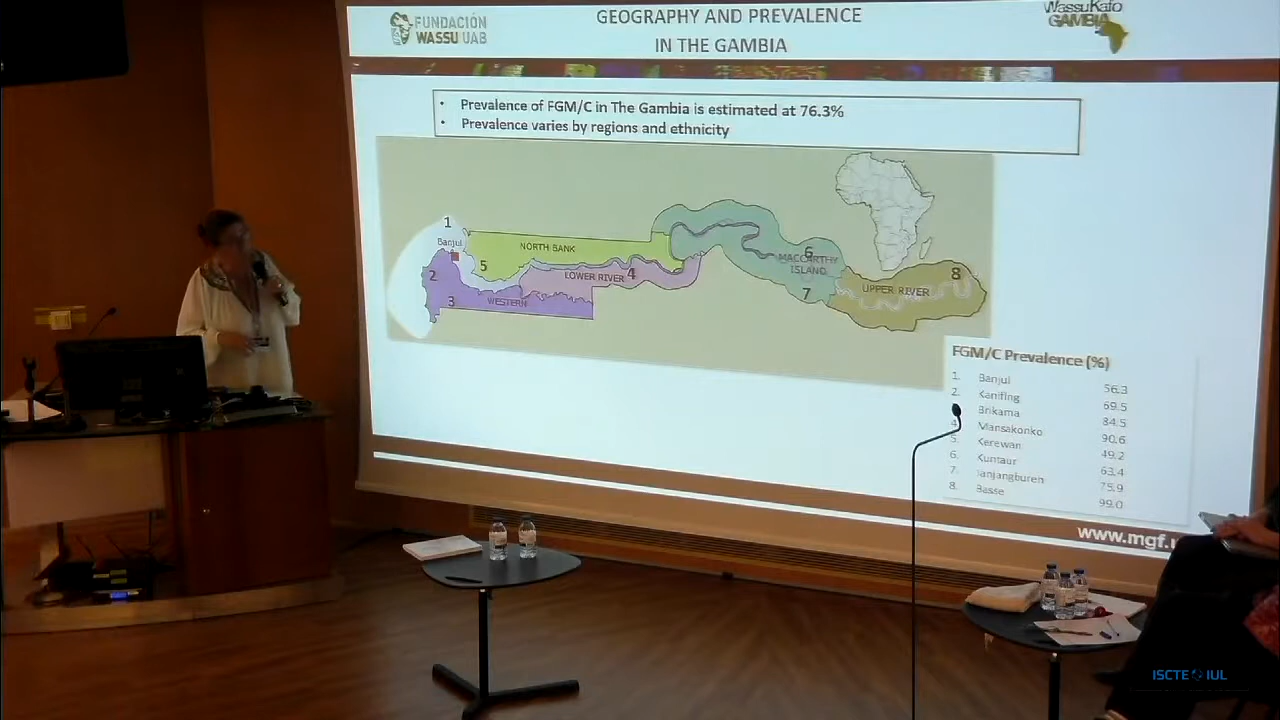 FUNDACIÓN
WASSU UAB
GEOGRAPHY AND PREVALENCE
IN THE GAMBIA
WassuKafo
GAMBIA
• Prevalence of FGM/C in The Gambia is estimated at 76.3%
• Prevalence varies by regions and ethnicity
1
Banjul
NORTH BANK
5
2
LOWER RIVER 4
3
WESTERN
6
MACCARTHY
ISLAND
7
UPPER RIVER
8
FGM/C Prevalence (%)
1. Banjul 56.3
2. Kanifing 69.5
Brikama 84.5
4. Mansakonko 90.6
5. Kerewan 49.2
6. Kuntaur 63.4
7. Janjangbureh 75.9
8. Basse 99.0
www.mgf.
ISCTE IUL